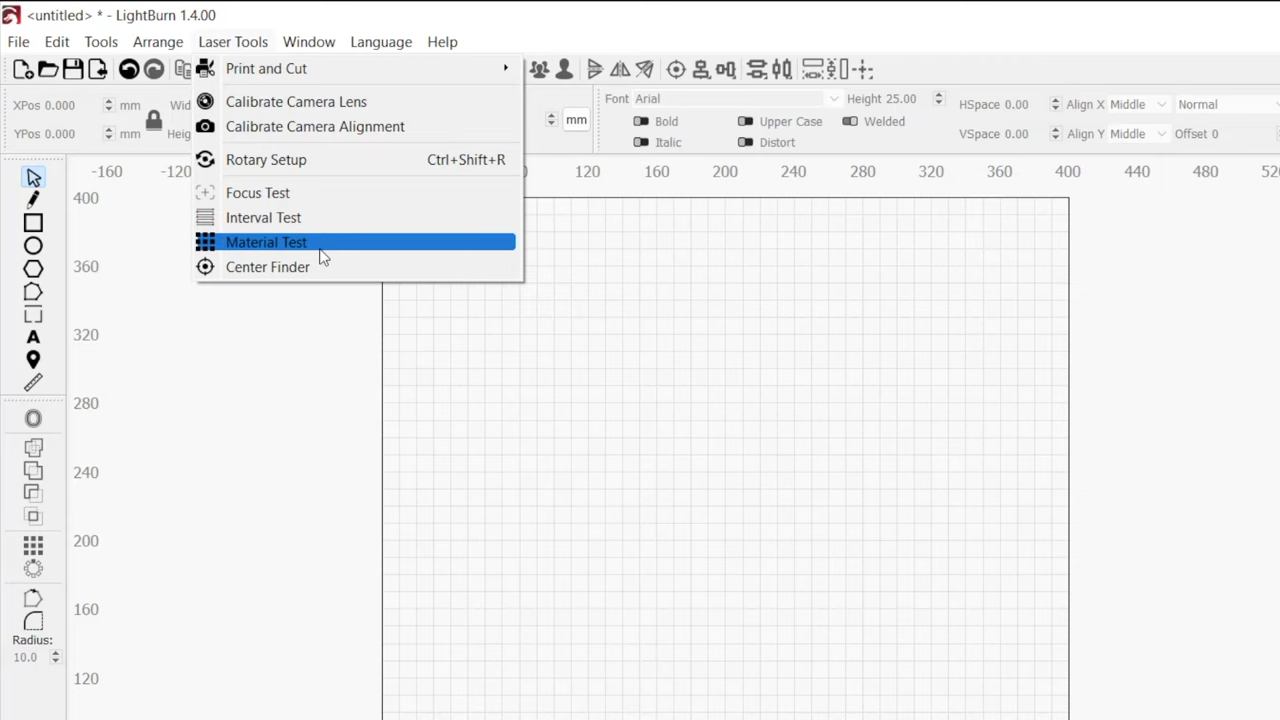 <untitled> * - LightBurn 1.4.00
File Edit Tools Arrange Laser Tools Window Language Help
Print and Cut
Calibrate Camera Lens
Calibrate Camera Alignment
Rotary Setup Ctrl+Shift+R
Focus Test
Interval Test
Material Test
Center Finder
XPos 0.000 mm Wid
YPos 0.000 mm Heig
mm
Font Arial Height 25.00 HSpace 0.00 Align X Middle Normal
Bold Upper Case Welded
Italic Distort VSpace 0.00 Align Y Middle Offset 0
-160 -120 120 160 200 240 280 320 360 400 440 480 520
400
360
320
280
240
200
160
120
A
Radius:
10.0